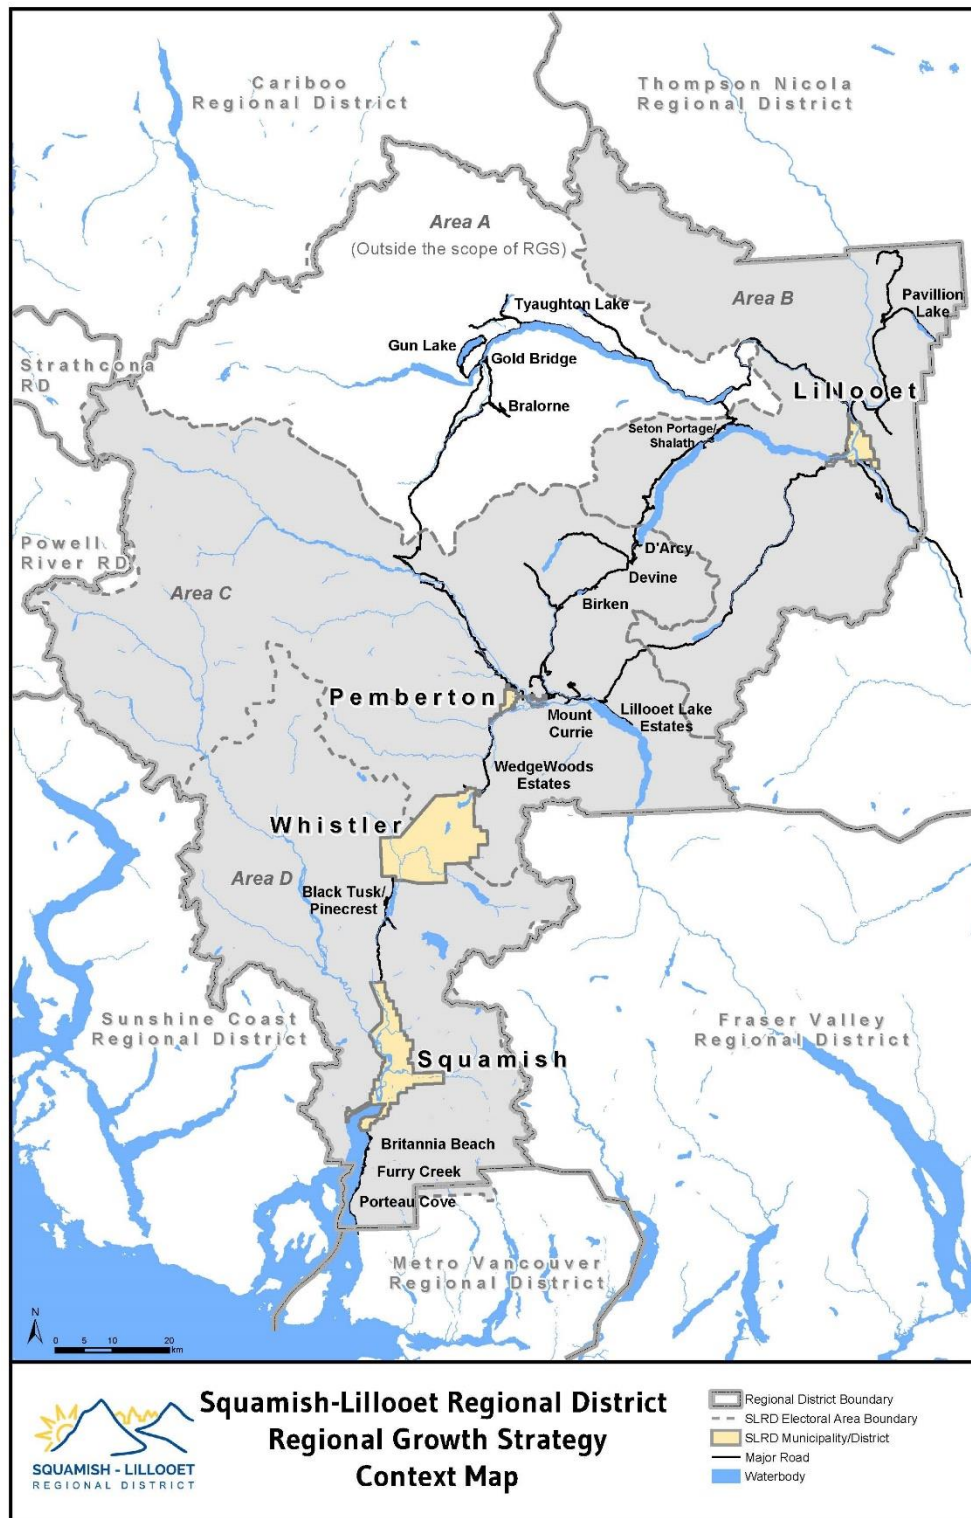 Cariboo
Regional District
Thompson Nicola
Regional District
Area A
(Outside the scope of RGS)
Area B
Pavillion
Lake
Tyaughton Lake
Gun Lake
Gold Bridge
Strathcona
RD
Bralorne
Lillooet
Seton Portage/
Shalath
Powell
River RD
D'Arcy
Devine
Area C
Birken
Pemberton
Mount
Currie
Lillooet Lake
Estates
WedgeWoods
Estates
Whistler
Area D
Black Tusk/
Pinecrest
Sunshine Coast
Regional District
Fraser Valley
Regional District
Squamish
Britannia Beach
Furry Creek
Porteau Cove
Metro Vancouver
Regional District
N
0 5 10 20
km
Squamish-Lillooet Regional District
Regional Growth Strategy
Context Map
SQUAMISH - LILLOOET
REGIONAL DISTRICT
Regional District Boundary
SLRD Electoral Area Boundary
SLRD Municipality/District
Major Road
Waterbody